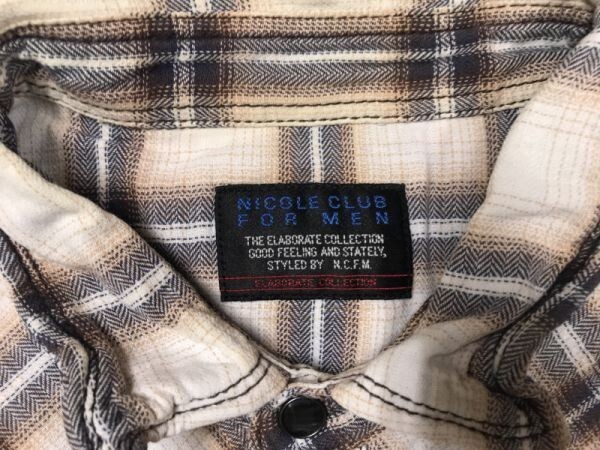 NICOLE CLUB
FOR MEN
THE ELABORATE COLLECTION
GOOD FEELING AND STATELY,
STYLED BY N.C.F.M.
ELABORATE COLLECTION